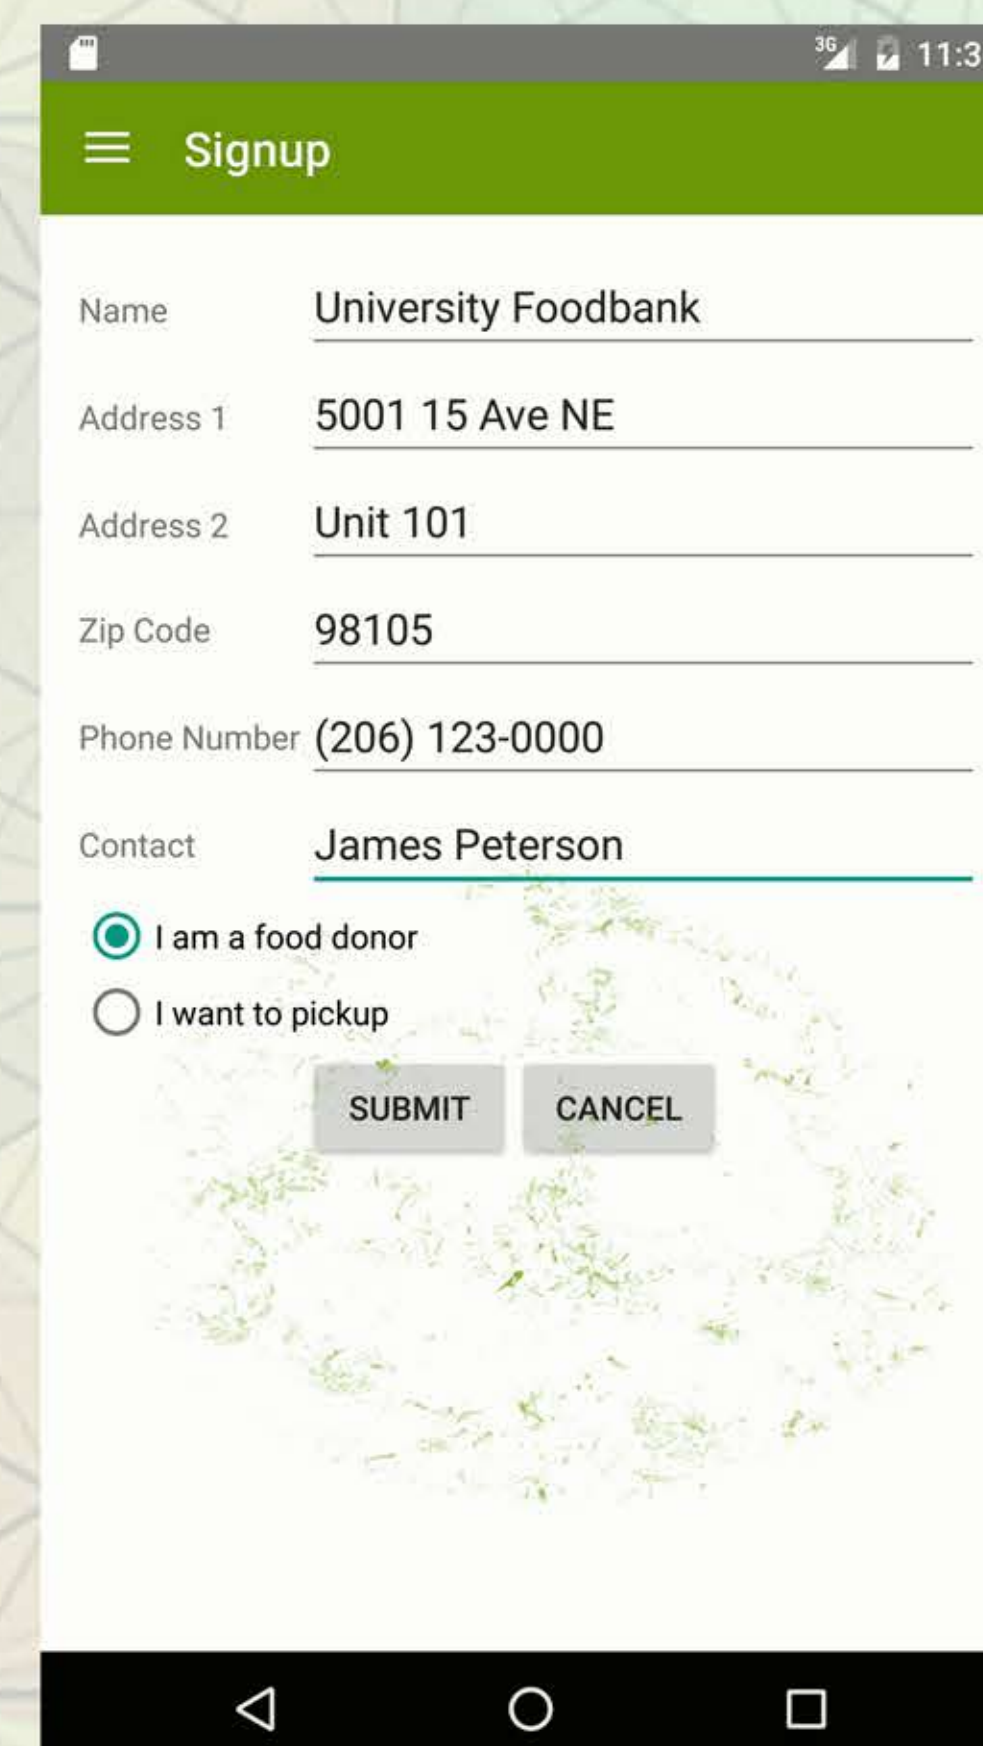 3G 11:3
Signup
Name University Foodbank
Address 1 5001 15 Ave NE
Address 2 Unit 101
Zip Code 98105
Phone Number (206) 123-0000
Contact James Peterson
I am a food donor
I want to pickup
SUBMIT CANCEL